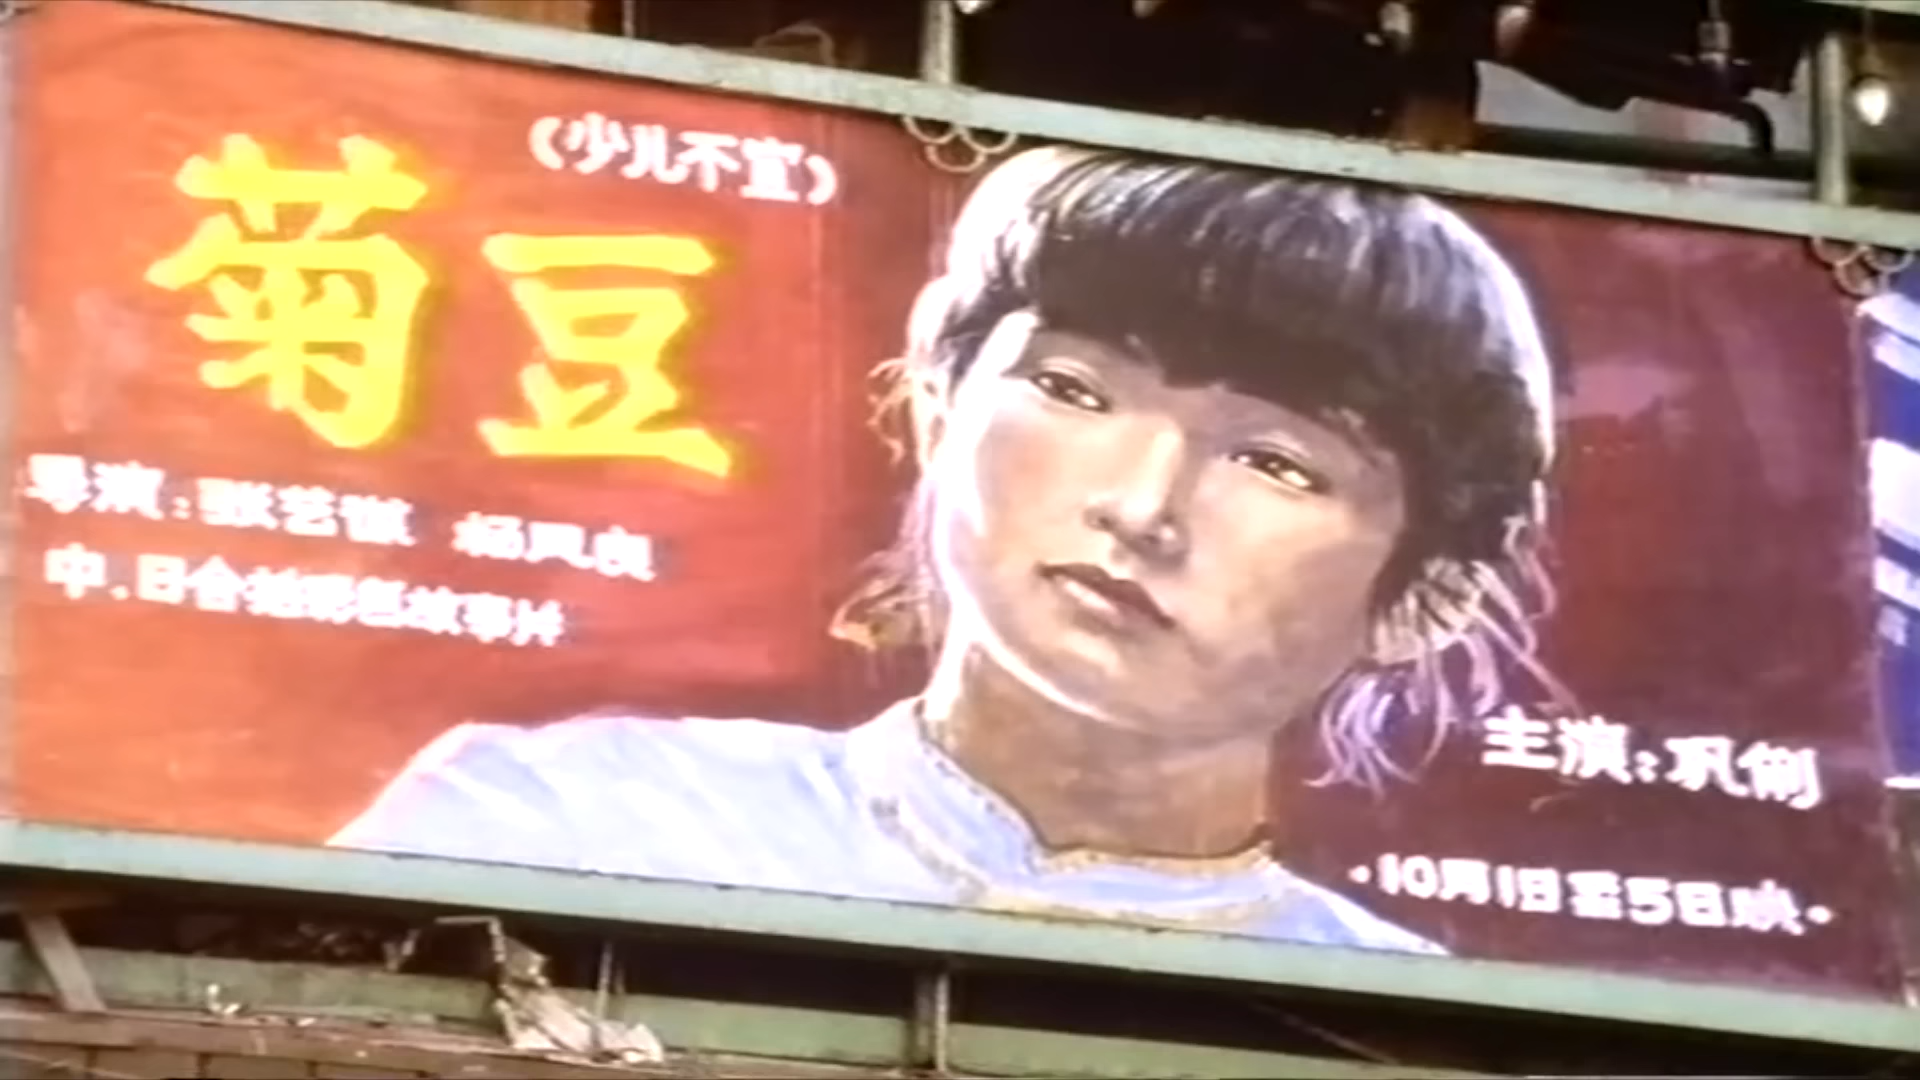 （少儿不宜）
菊豆
导演：张艺谋 杨凤良
中.日合拍彩色故事片
主演：巩俐
·10月1日至5日映·